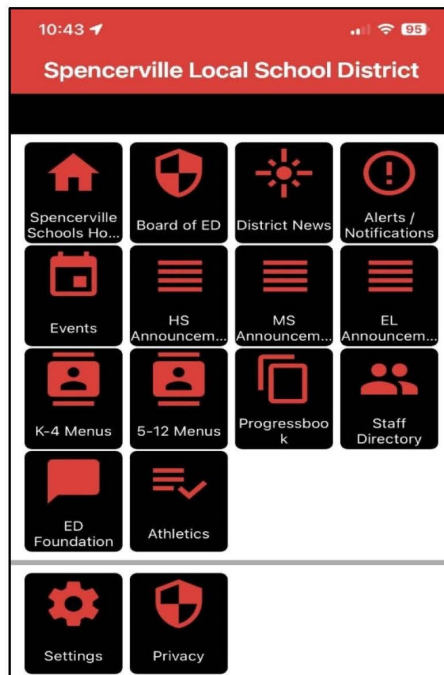 10:43
95
Spencerville Local School District
Spencerville
Schools Ho...
Board of ED
District News
Alerts /
Notifications
Events
HS
Announcem...
MS
Announcem...
EL
Announcem...
K-4 Menus
5-12 Menus
Progressboo
k
Staff
Directory
ED
Foundation
Athletics
Settings
Privacy